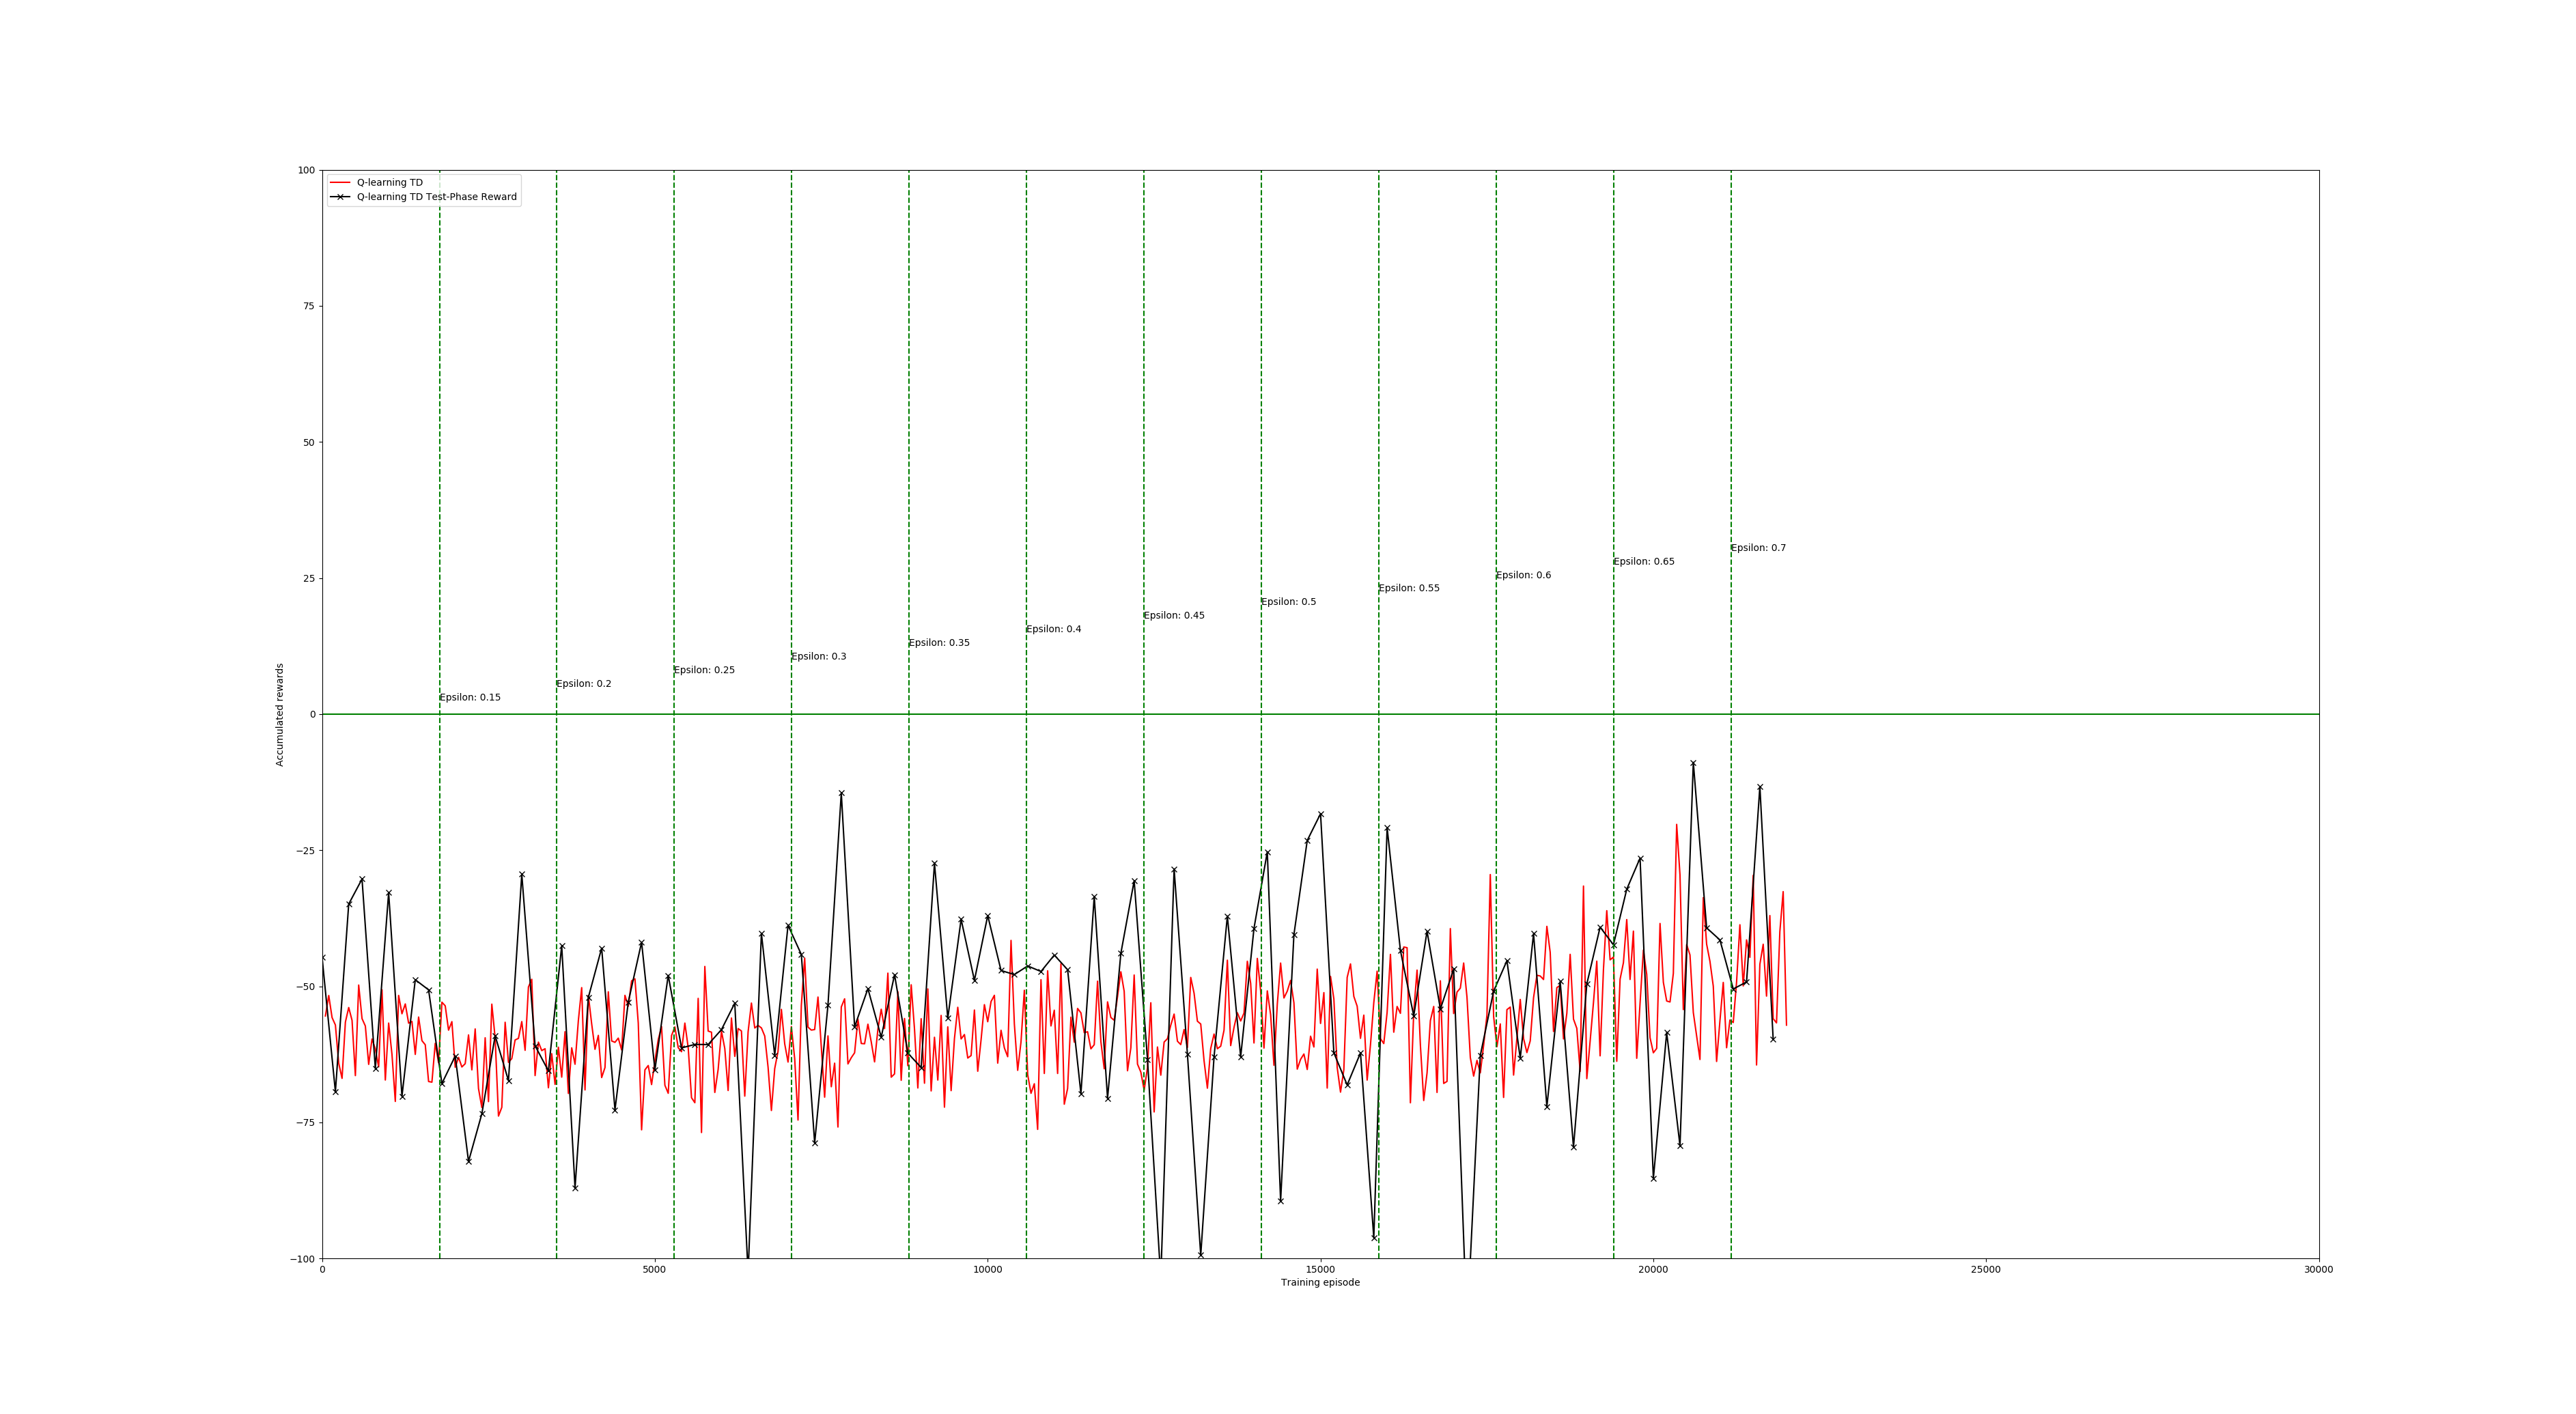 100
Q-learning TD
Q-learning TD Test-Phase Reward
75
50
Epsilon: 0.7
Epsilon: 0.65
25
Epsilon: 0.6
Epsilon: 0.55
Epsilon: 0.5
Epsilon: 0.45
Epsilon: 0.4
Epsilon: 0.35
Epsilon: 0.3
Epsilon: 0.25
Epsilon: 0.2
Epsilon: 0.15
0
Accumulated rewards
−25
−50
−75
−100
0 5000 10000 15000 20000 25000 30000
Training episode